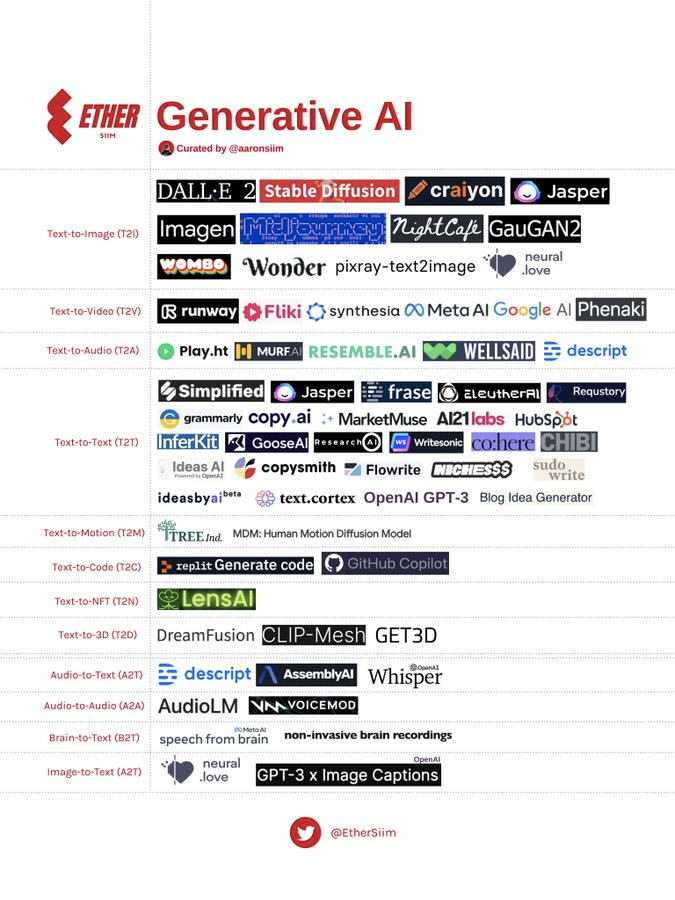 ETHER
SIIM
Generative AI
Curated by @aaronsiim
Text-to-Image (T2I)
DALL·E 2 Stable Diffusion craiyon Jasper
Imagen Midjourney NightCafé GauGAN2
WOMBO Wonder pixray-text2image neural .love
Text-to-Video (T2V)
runway Fliki synthesia Meta AI Google AI Phenaki
Text-to-Audio (T2A)
Play.ht MURF.AI RESEMBLE.AI WELLSAID descript
Text-to-Text (T2T)
Simplified Jasper frase EleutherAI Requstory
grammarly copy.ai MarketMuse AI21labs HubSpot
InferKit GooseAI Research AI Writesonic co:here CHIBI
Ideas AI Powered by OpenAI copysmith Flowrite NICHESSS sudo write
ideasbyai beta text.cortex OpenAI GPT-3 Blog Idea Generator
Text-to-Motion (T2M)
TREE Ind. MDM: Human Motion Diffusion Model
Text-to-Code (T2C)
replit Generate code GitHub Copilot
Text-to-NFT (T2N)
LensAI
Text-to-3D (T2D)
DreamFusion CLIP-Mesh GET3D
Audio-to-Text (A2T)
descript AssemblyAI Whisper OpenAI
Audio-to-Audio (A2A)
AudioLM VOICEMOD
Brain-to-Text (B2T)
Meta AI
speech from brain non-invasive brain recordings
Image-to-Text (A2T)
neural .love OpenAI
GPT-3 x Image Captions
@EtherSiim